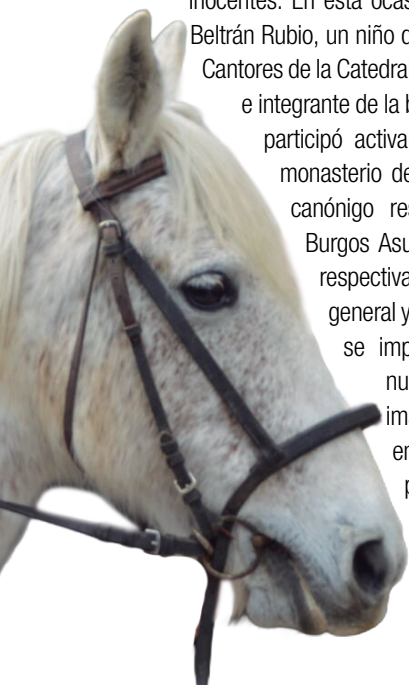 inocentes. En esta ocas
Beltrán Rubio, un niño
Cantores de la Catedra
e integrante de la
participó activa
monasterio de
canónigo res
Burgos Asu
respectiva
general y
se imp
nu
im
en
p